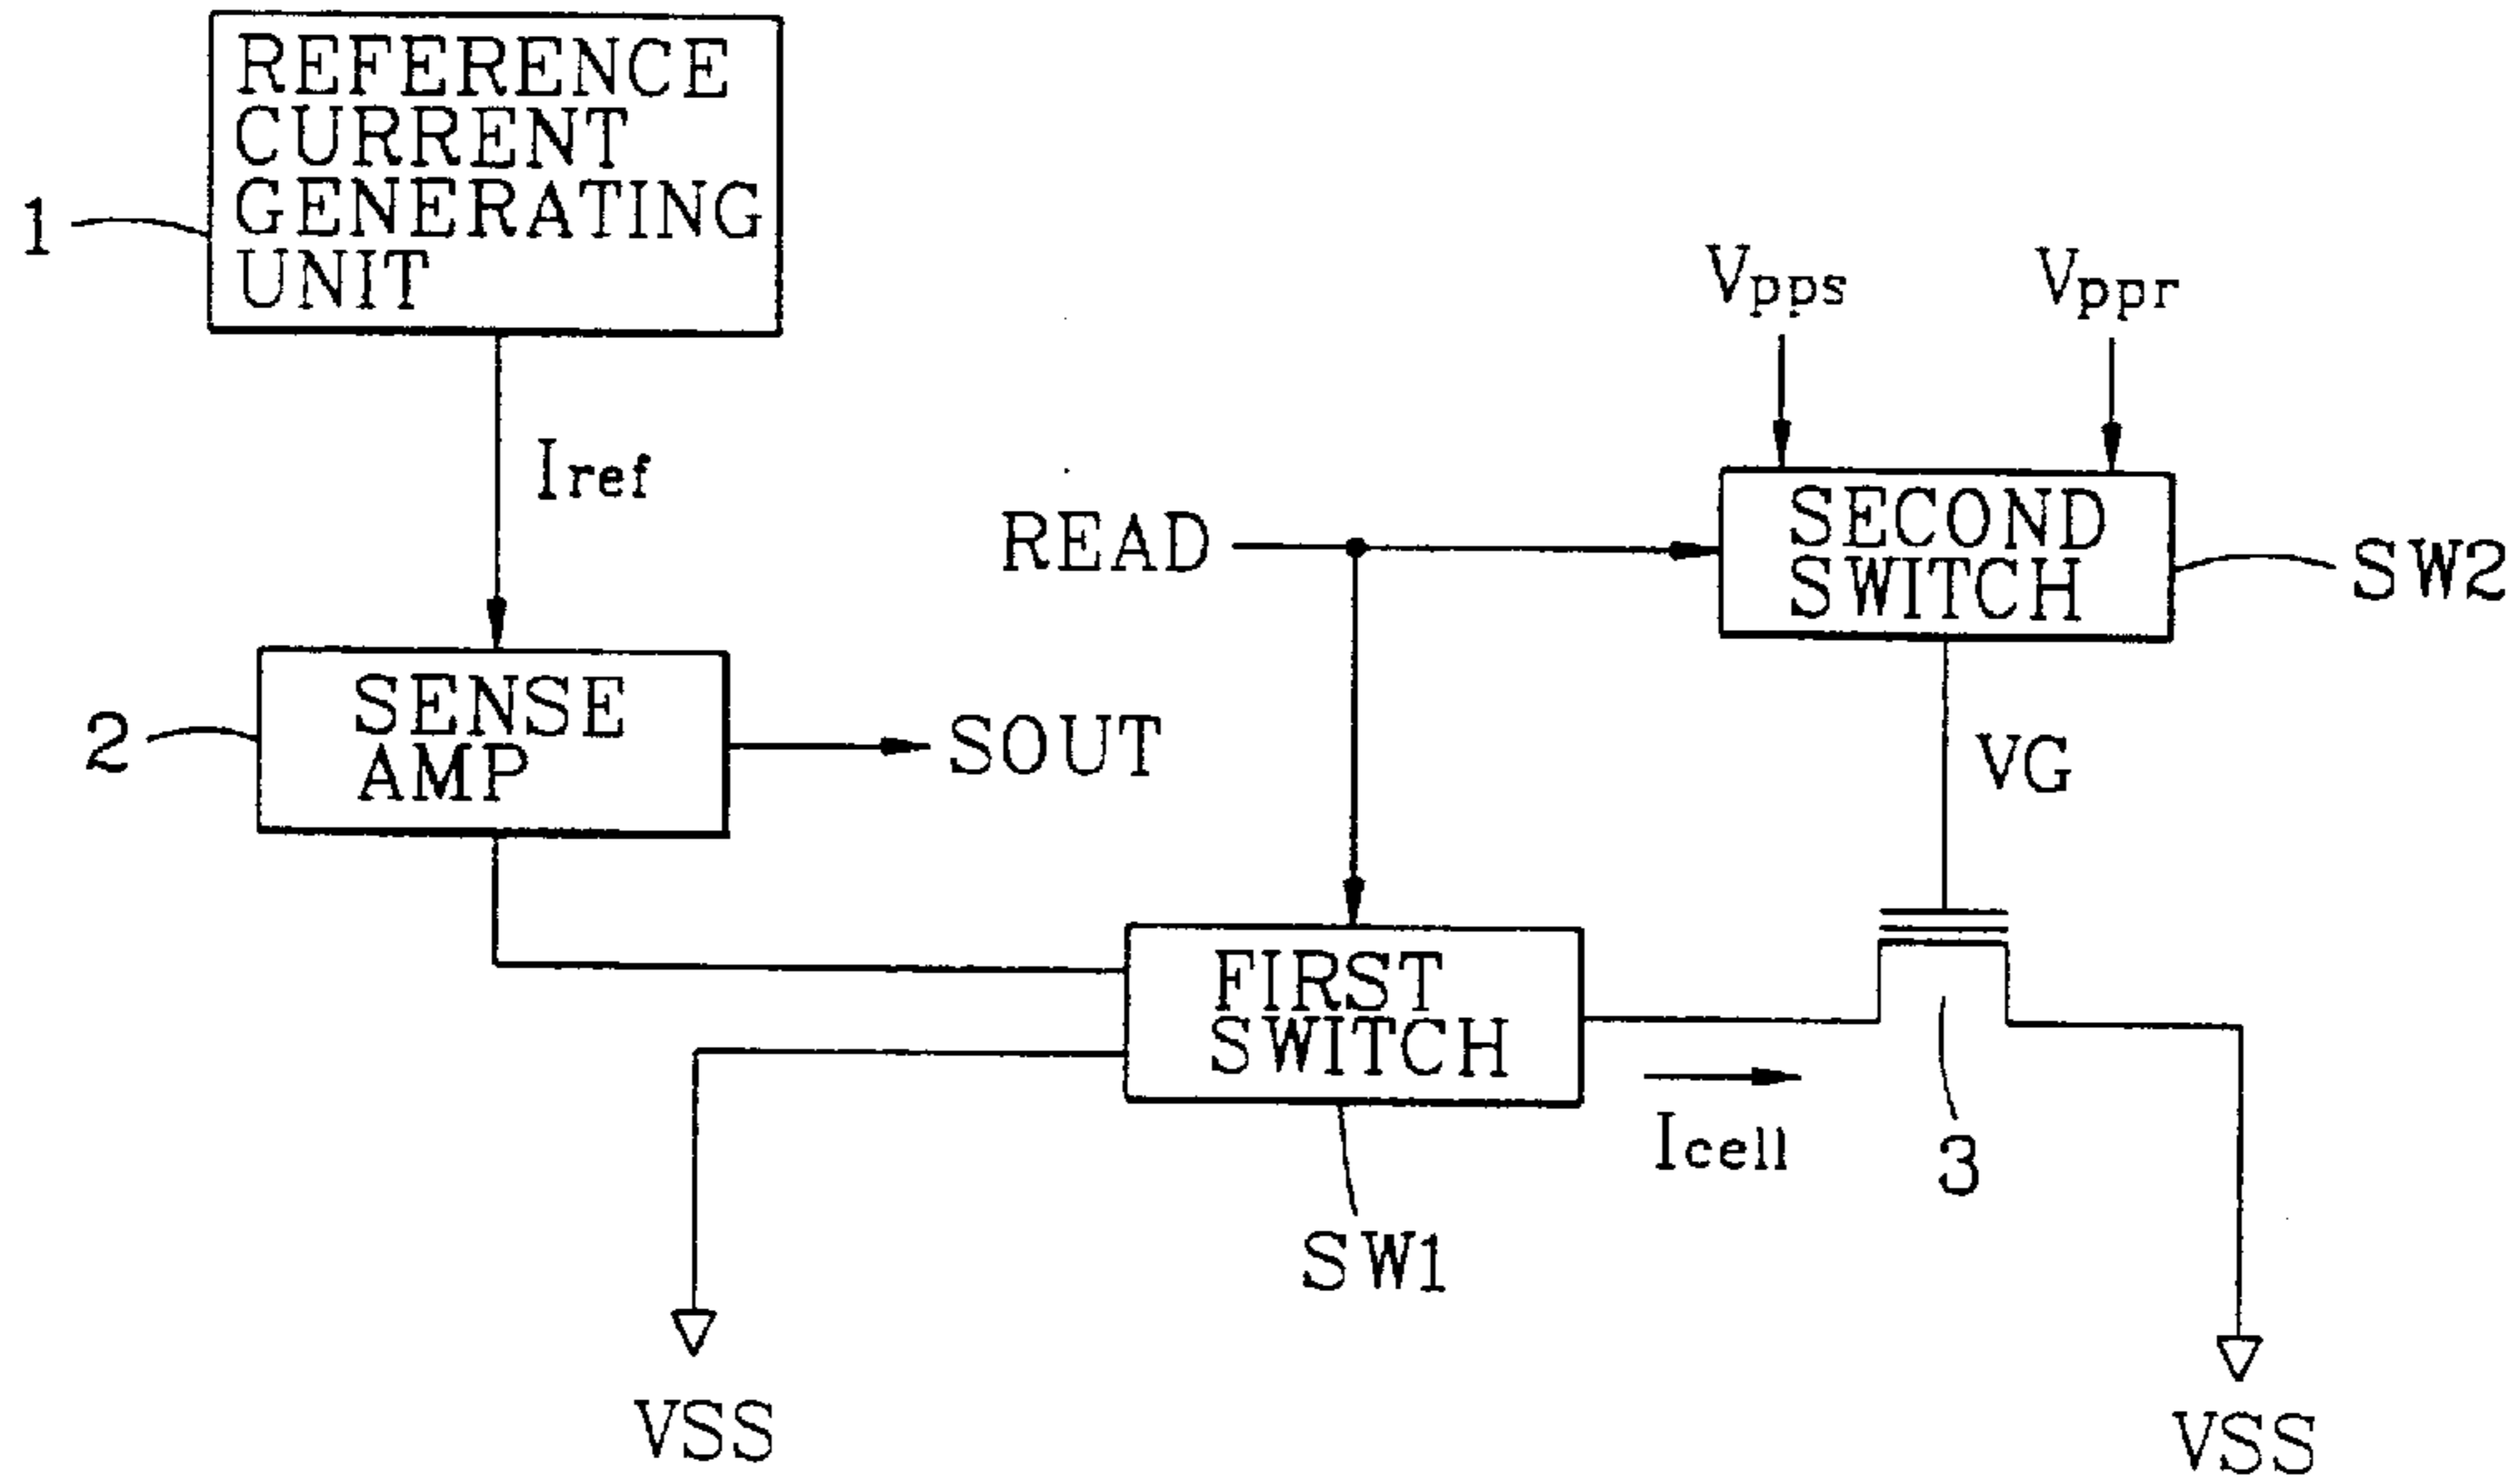 REFERENCE
CURRENT
GENERATING
UNIT
1
Vpps
Vppr
Iref
READ
SECOND
SWITCH
SW2
SENSE
AMP
2
SOUT
VG
FIRST
SWITCH
Icell
3
SW1
VSS
VSS